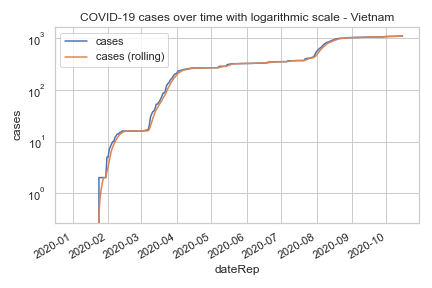 COVID-19 cases over time with logarithmic scale - Vietnam
cases
cases (rolling)
cases
10³
10²
10¹
10⁰
2020-01
2020-02
2020-03
2020-04
2020-05
2020-06
2020-07
2020-08
2020-09
2020-10
dateRep